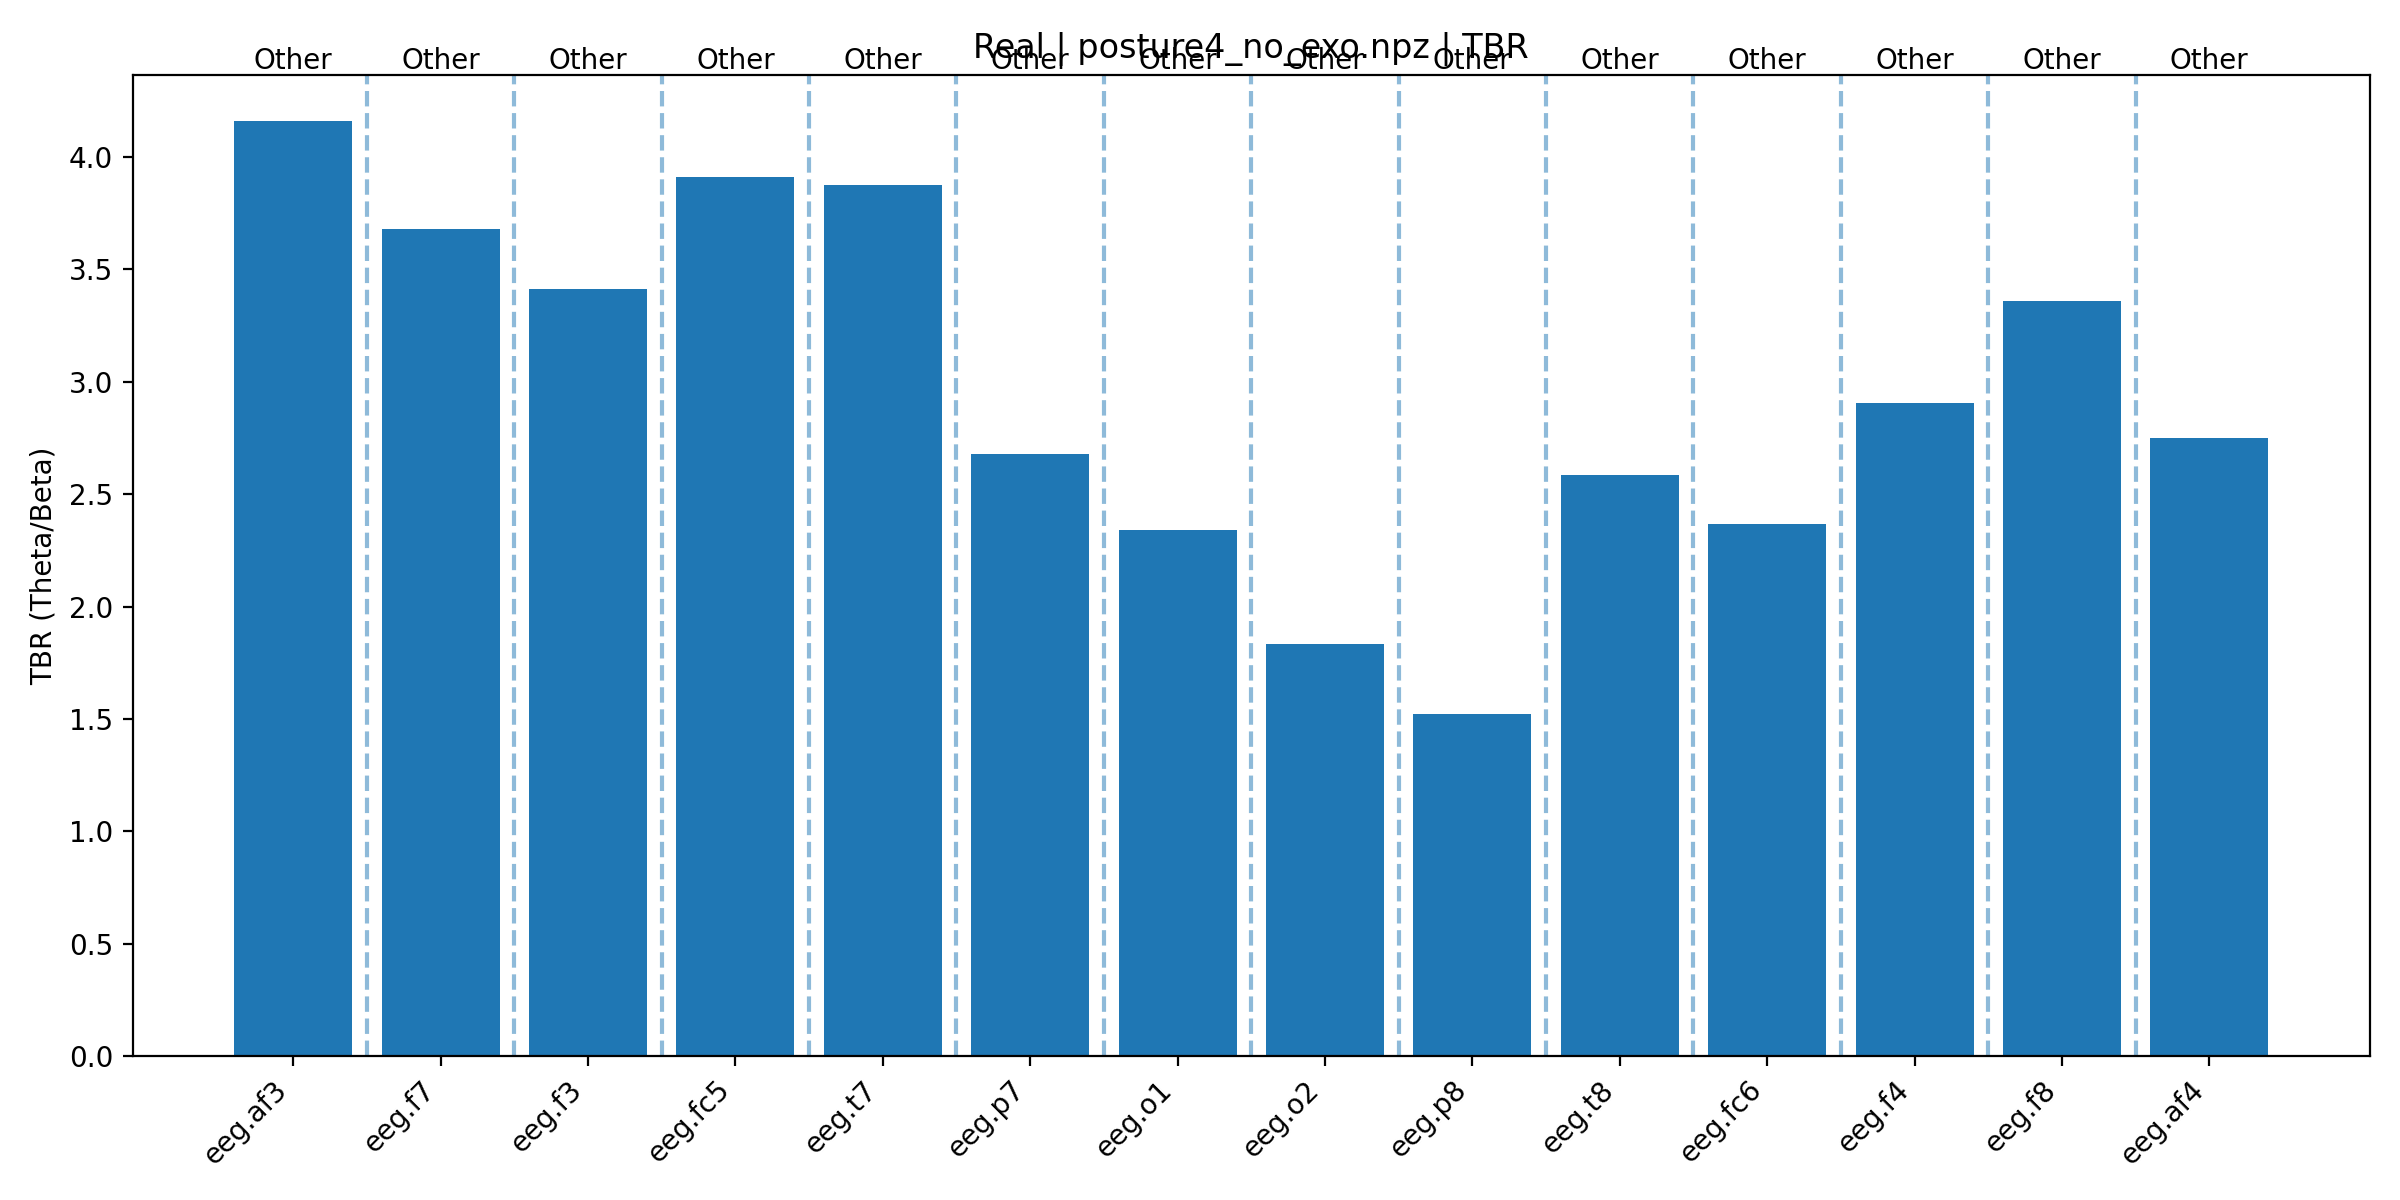 Real | posture4_no_exo.npz | TBR
Other Other Other Other Other Other Other Other Other Other Other Other Other Other
TBR (Theta/Beta)
4.0
3.5
3.0
2.5
2.0
1.5
1.0
0.5
0.0
eeg.af3 eeg.f7 eeg.f3 eeg.fc5 eeg.t7 eeg.p7 eeg.o1 eeg.o2 eeg.p8 eeg.t8 eeg.fc6 eeg.f4 eeg.f8 eeg.af4